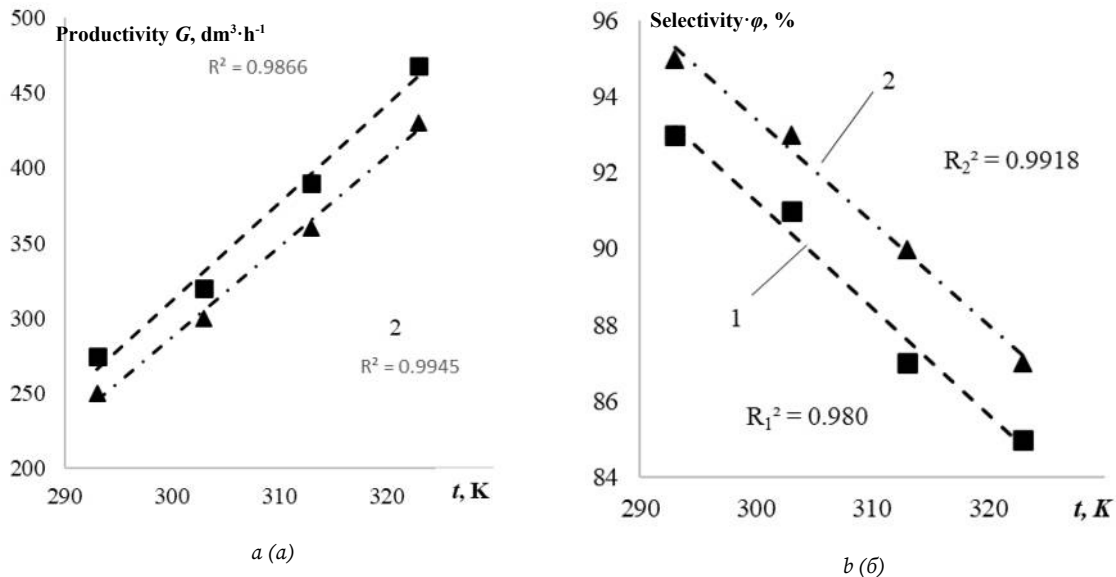 500
Productivity G, dm³·h⁻¹
R² = 0.9866
450
400
350
300
2
R² = 0.9945
250
200
290
300
310
320
t, K
a (a)
96
Selectivity·φ, %
94
2
92
R₂² = 0.9918
90
1
88
86
R₁² = 0.980
84
290
300
310
320
t, K
b (б)